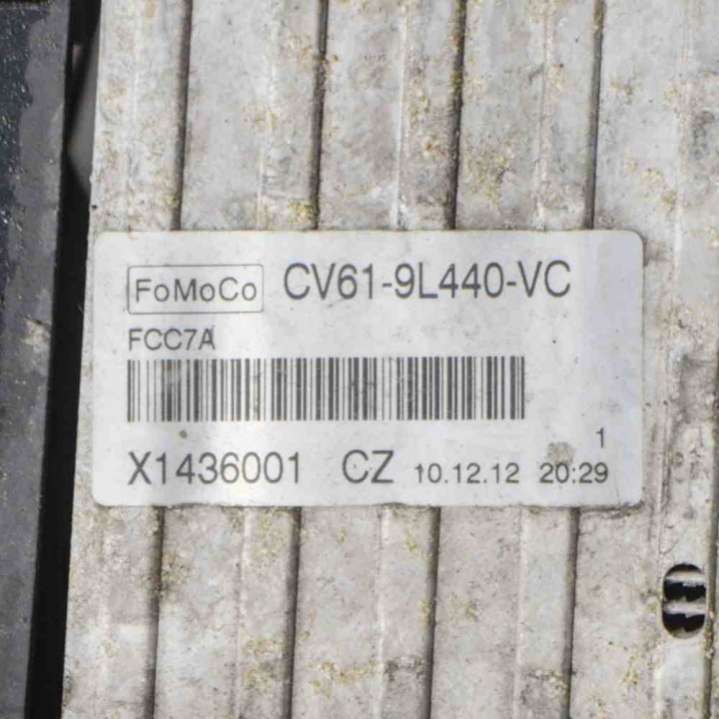 FoMoCo CV61-9L440-VC
FCC7A
1
X1436001 CZ 10.12.12 20:29